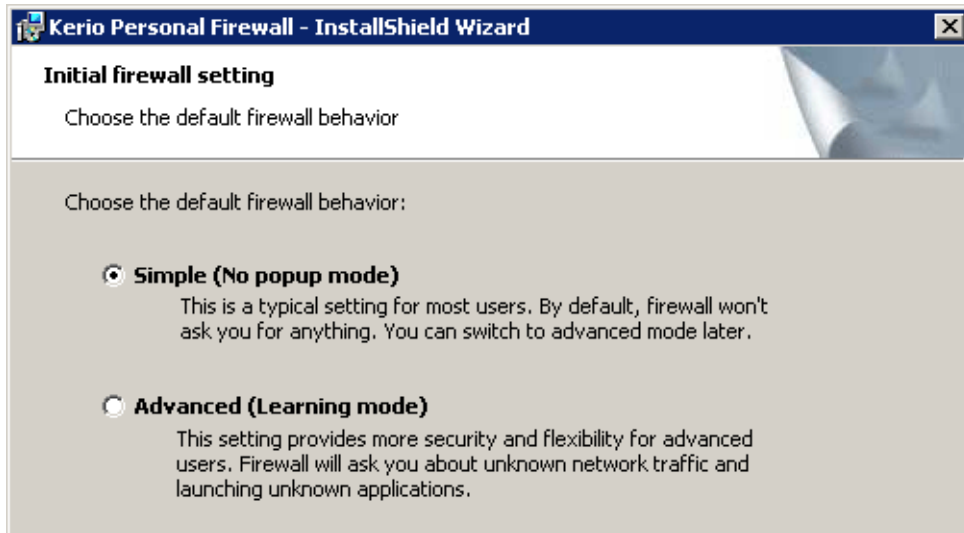 Kerio Personal Firewall - InstallShield Wizard
Initial firewall setting
Choose the default firewall behavior
Choose the default firewall behavior:
Simple (No popup mode)
This is a typical setting for most users. By default, firewall won't
ask you for anything. You can switch to advanced mode later.
Advanced (Learning mode)
This setting provides more security and flexibility for advanced
users. Firewall will ask you about unknown network traffic and
launching unknown applications.